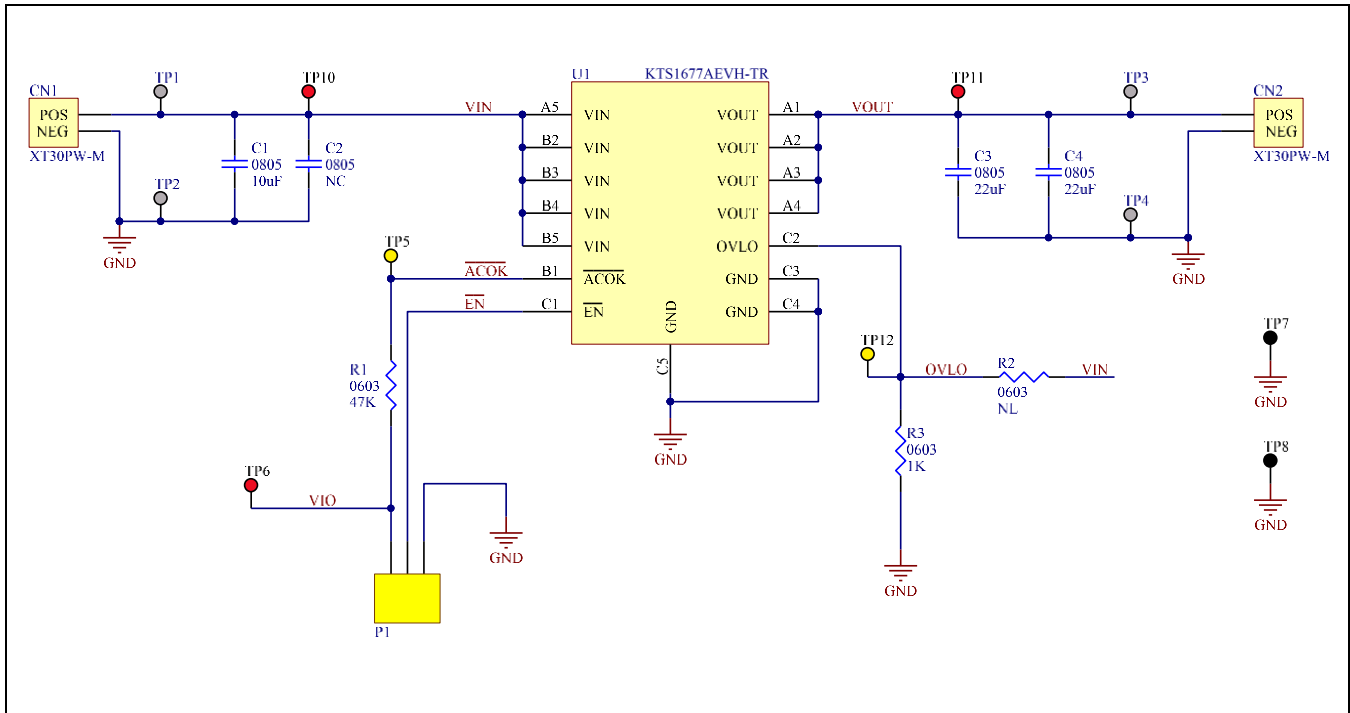 U1 KTS1677AEVH-TR
TP1
TP10
TP11
TP3
CN1
POS
NEG
XT30PW-M
VIN
A5 VIN
B2 VIN
B3 VIN
B4 VIN
B5 VIN
B1 ACOK
C1 EN
VOUT A1
VOUT A2
VOUT A3
VOUT A4
OVLO C2
GND C3
GND C4
GND
C5
VOUT
CN2
POS
NEG
XT30PW-M
C1
0805
10uF
C2
0805
NC
C3
0805
22uF
C4
0805
22uF
TP2
GND
TP4
GND
TP5
ACOK
EN
R1
0603
47K
GND
TP12
OVLO
R2
0603
NL
VIN
R3
0603
1K
GND
TP7
GND
TP8
GND
TP6
VIO
GND
P1